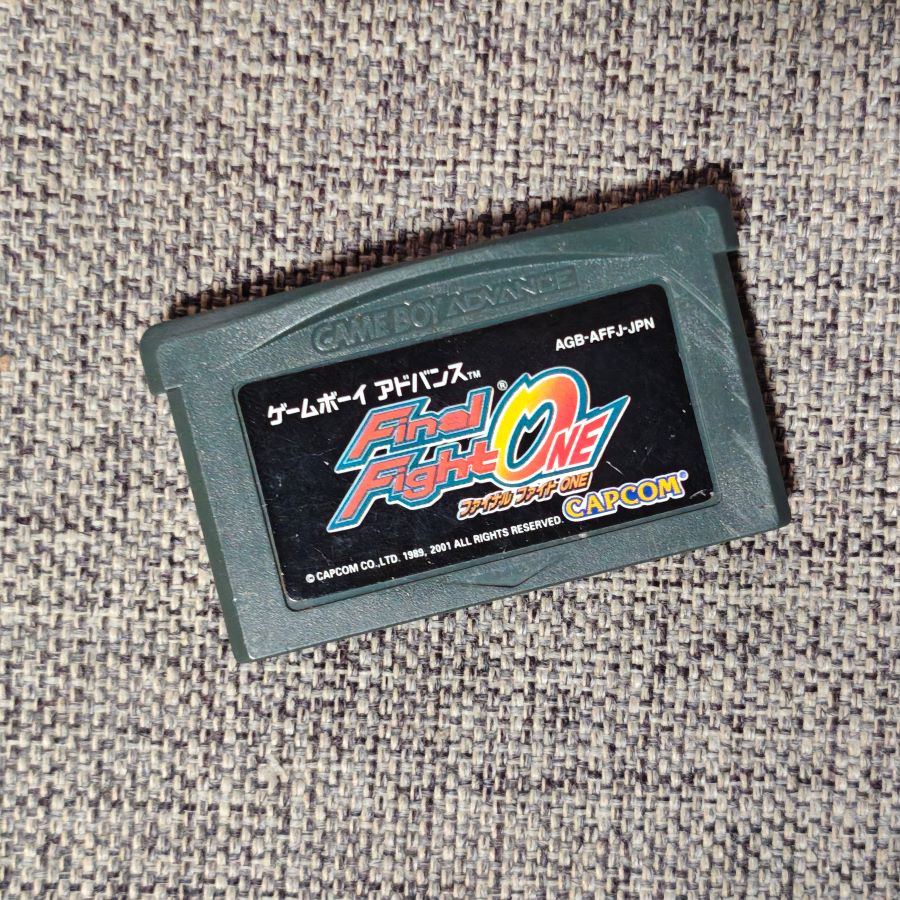 GAME BOY ADVANCE
AGB-AFFJ-JPN
ゲームボーイ アドバンス™
Final®
Fight ONE
ファイナル ファイト ONE
CAPCOM®
© CAPCOM CO., LTD. 1989, 2001 ALL RIGHTS RESERVED.